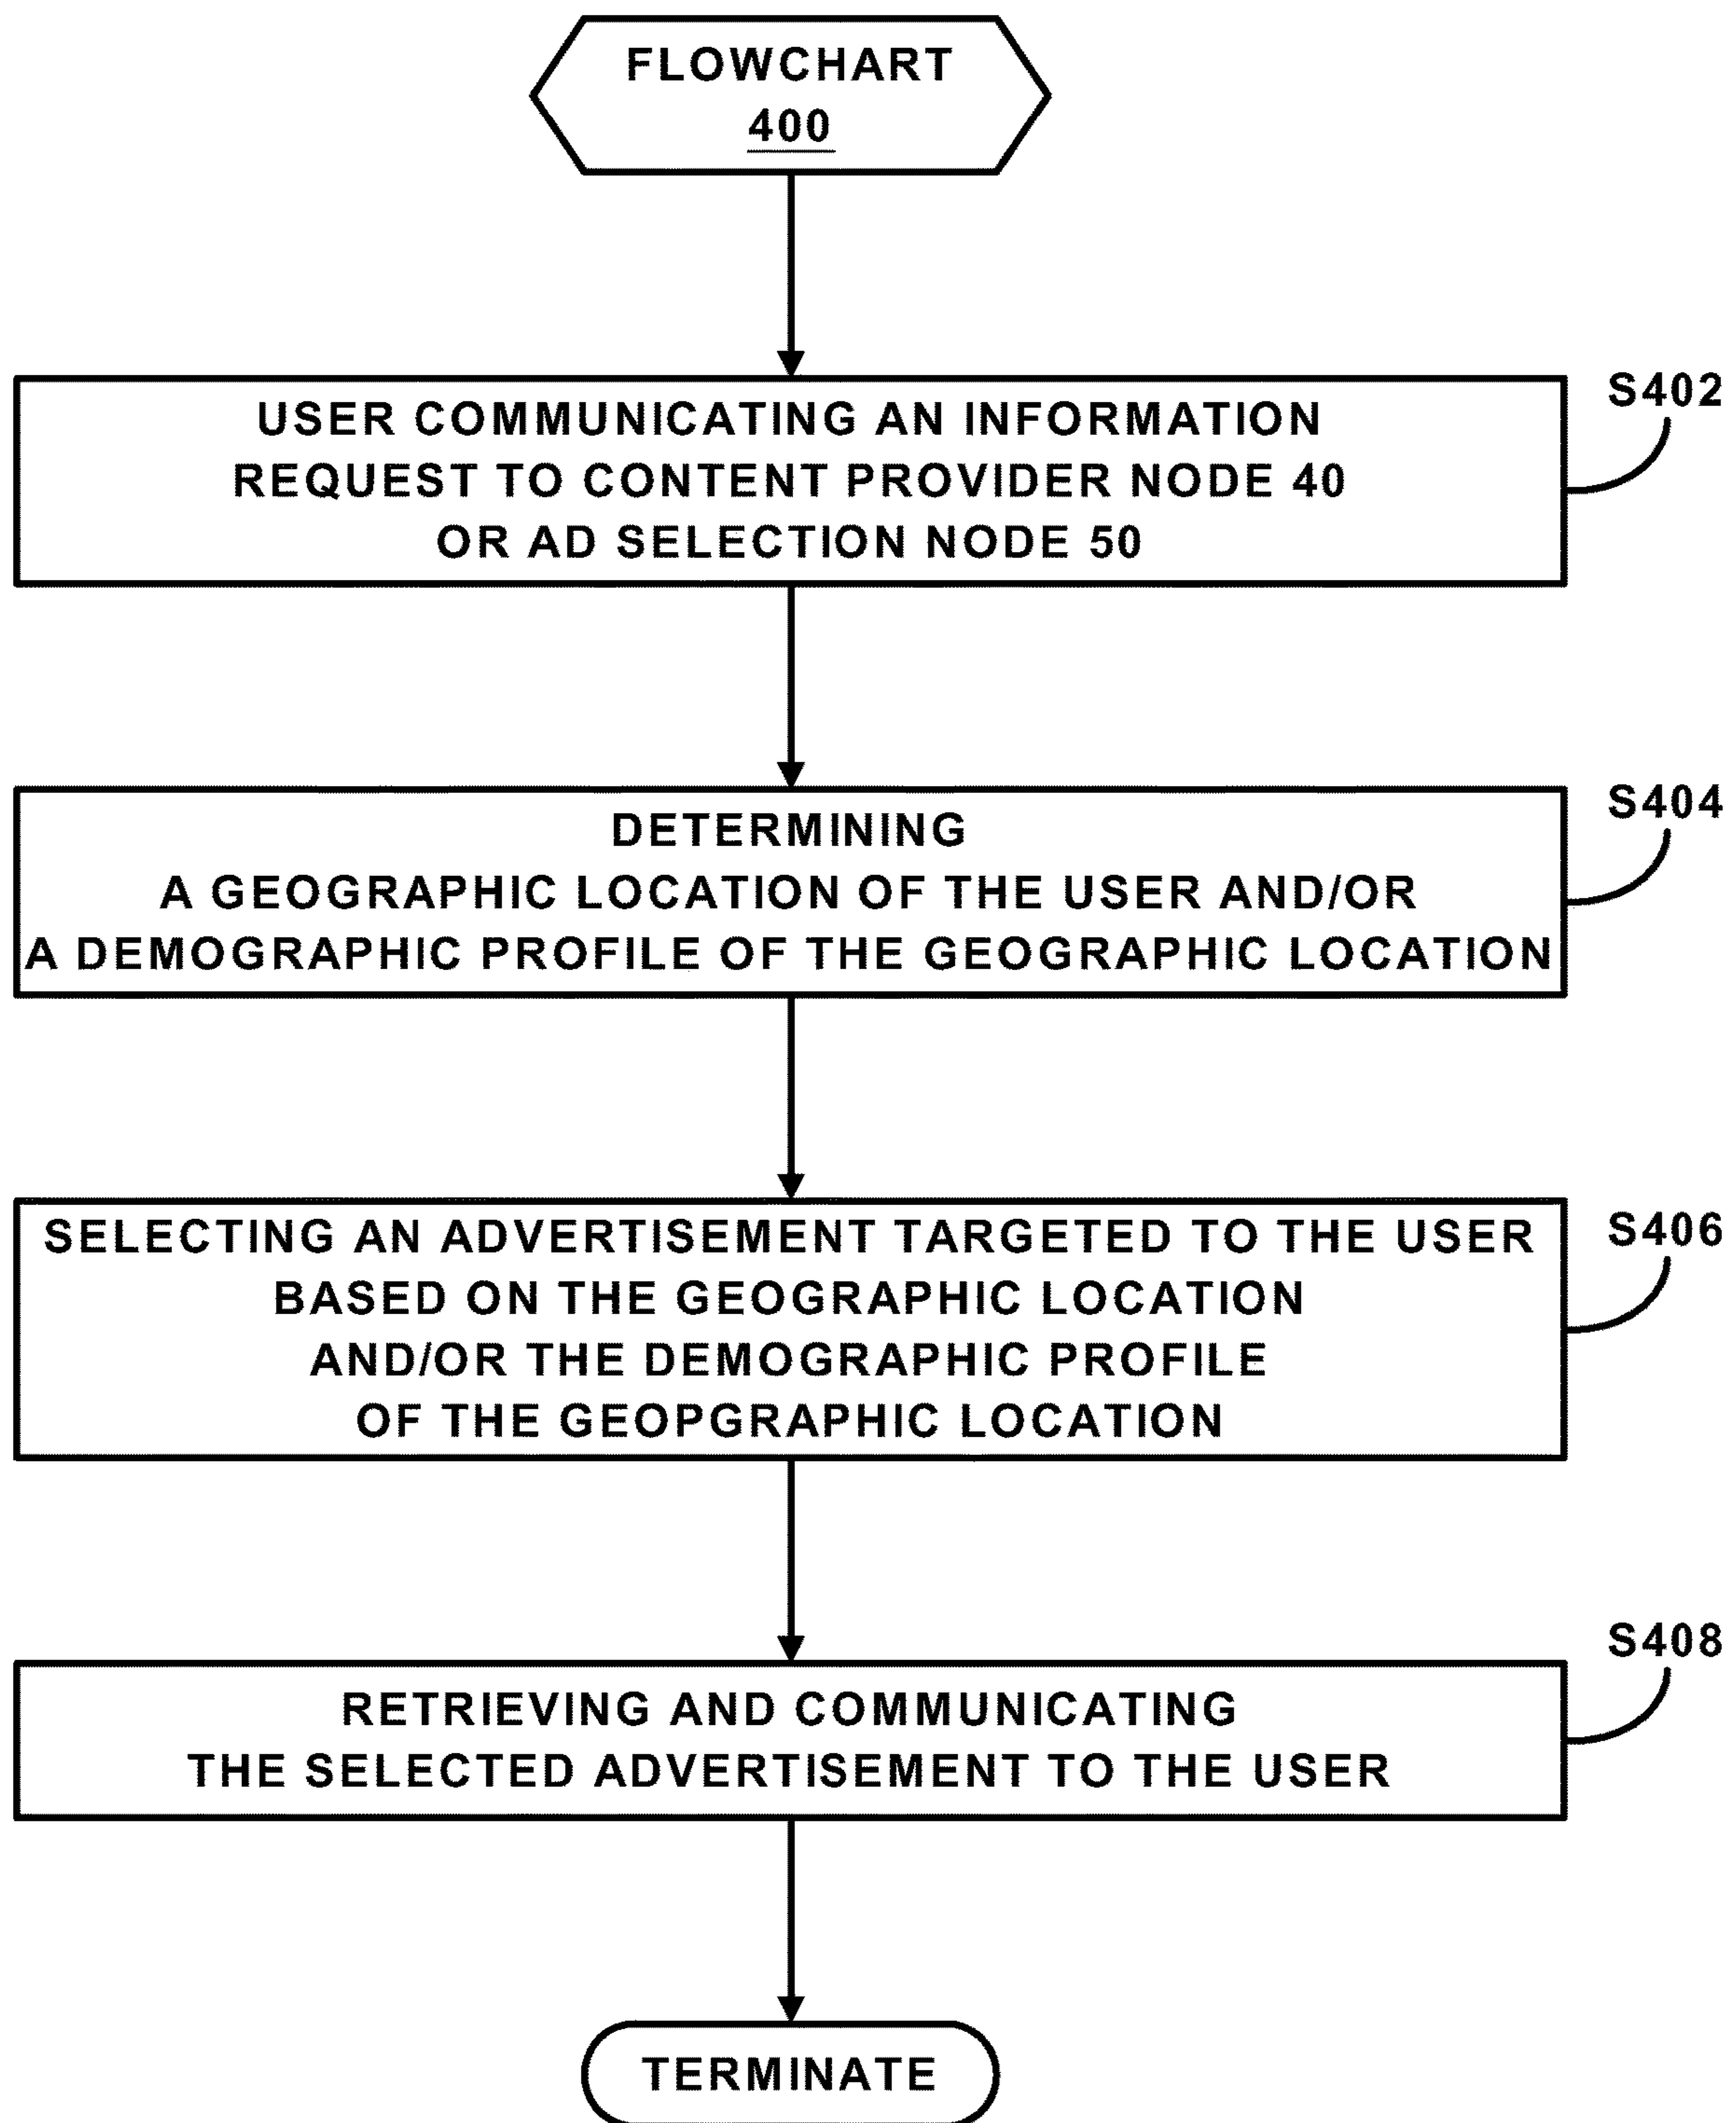 FLOWCHART
400
S402
USER COMMUNICATING AN INFORMATION
REQUEST TO CONTENT PROVIDER NODE 40
OR AD SELECTION NODE 50
S404
DETERMINING
A GEOGRAPHIC LOCATION OF THE USER AND/OR
A DEMOGRAPHIC PROFILE OF THE GEOGRAPHIC LOCATION
S406
SELECTING AN ADVERTISEMENT TARGETED TO THE USER
BASED ON THE GEOGRAPHIC LOCATION
AND/OR THE DEMOGRAPHIC PROFILE
OF THE GEOPGRAPHIC LOCATION
S408
RETRIEVING AND COMMUNICATING
THE SELECTED ADVERTISEMENT TO THE USER
TERMINATE